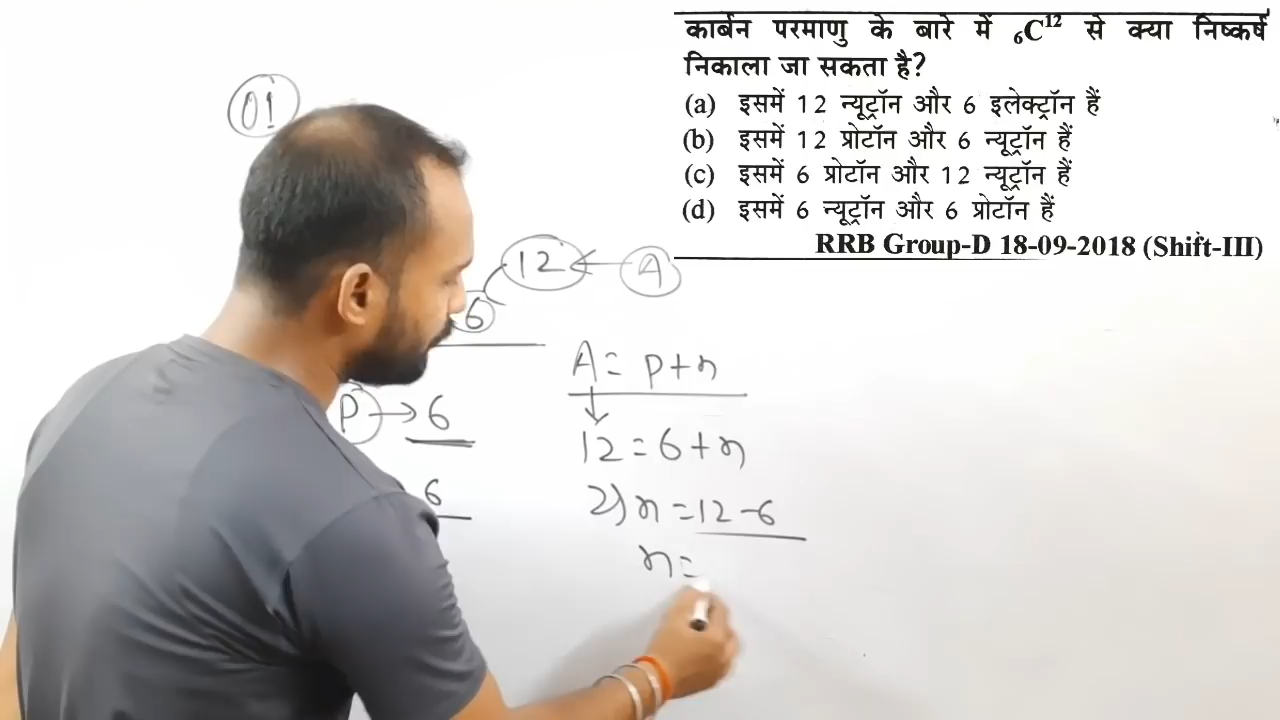 कार्बन परमाणु के बारे में ₆C¹² से क्या निष्कर्ष
निकाला जा सकता है?
(a) इसमें 12 न्यूट्रॉन और 6 इलेक्ट्रॉन हैं
(b) इसमें 12 प्रोटॉन और 6 न्यूट्रॉन हैं
(c) इसमें 6 प्रोटॉन और 12 न्यूट्रॉन हैं
(d) इसमें 6 न्यूट्रॉन और 6 प्रोटॉन हैं
RRB Group-D 18-09-2018 (Shift-III)
01
12 ← A
6
A = p+n
P → 6
12 = 6+n
6
n = 12-6
n =